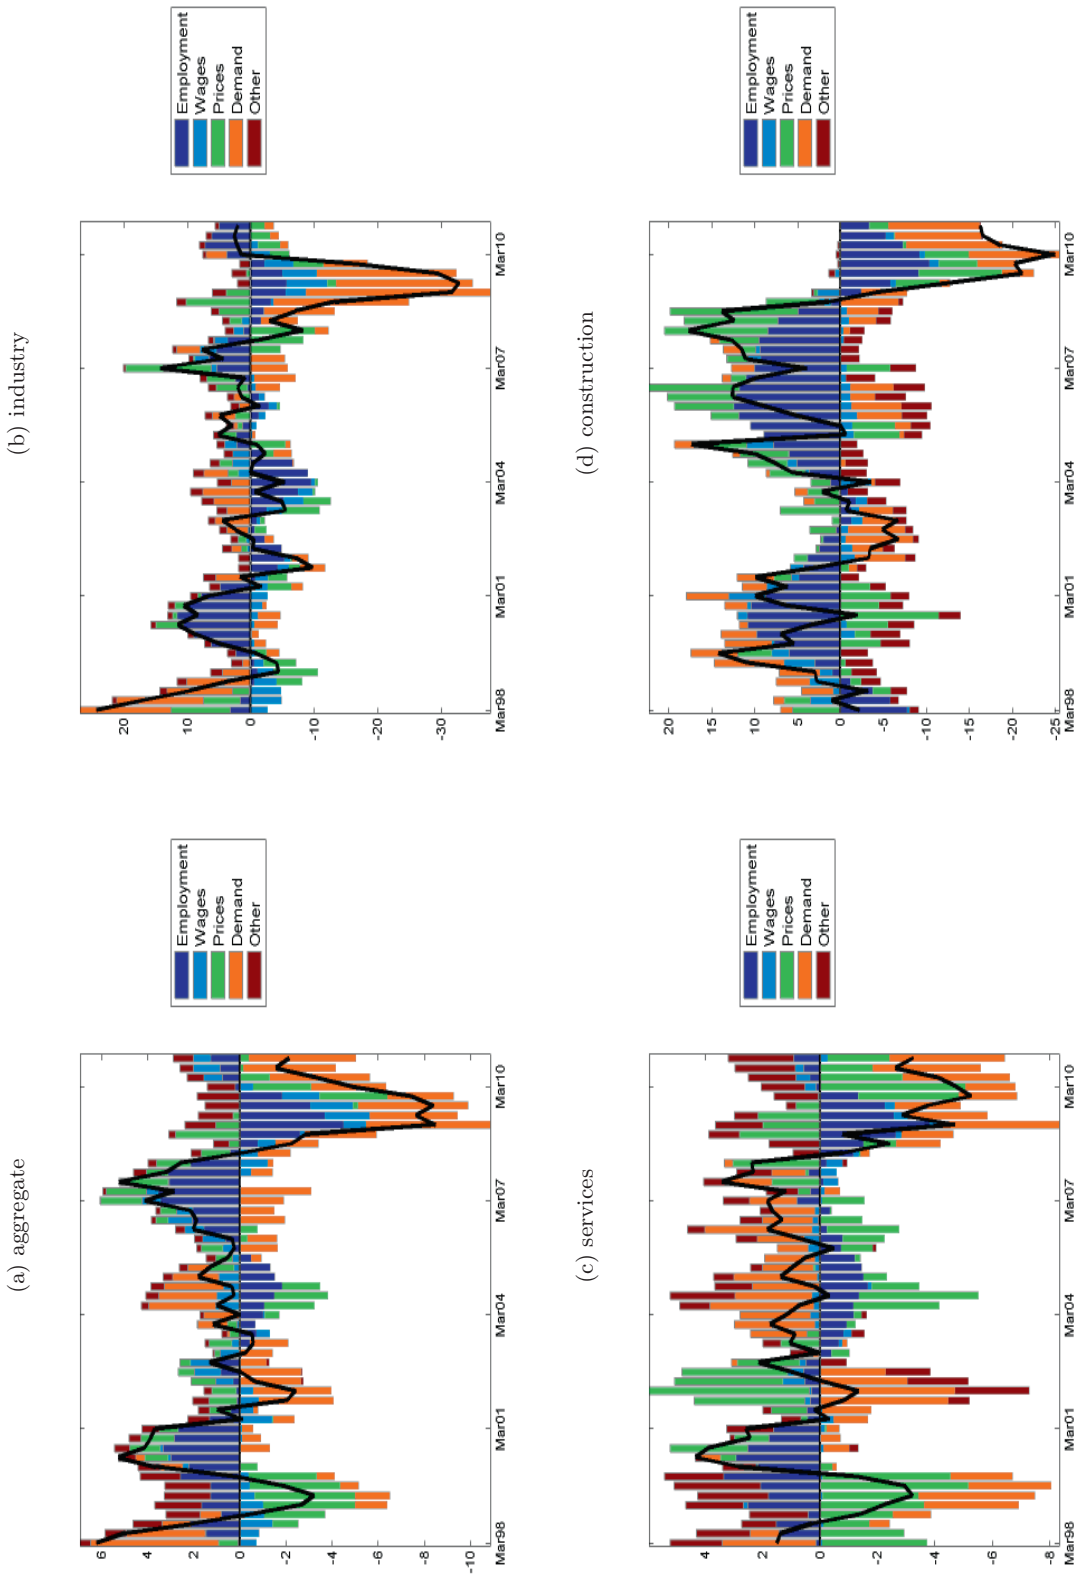 (a) aggregate
6
4
2
0
-2
-4
-6
-8
-10
Mar98
Mar01
Mar04
Mar07
Mar10
Employment
Wages
Prices
Demand
Other
(b) industry
20
10
0
-10
-20
-30
Mar98
Mar01
Mar04
Mar07
Mar10
Employment
Wages
Prices
Demand
Other
(c) services
4
2
0
-2
-4
-6
-8
Mar98
Mar01
Mar04
Mar07
Mar10
Employment
Wages
Prices
Demand
Other
(d) construction
20
15
10
5
0
-5
-10
-15
-20
-25
Mar98
Mar01
Mar04
Mar07
Mar10
Employment
Wages
Prices
Demand
Other